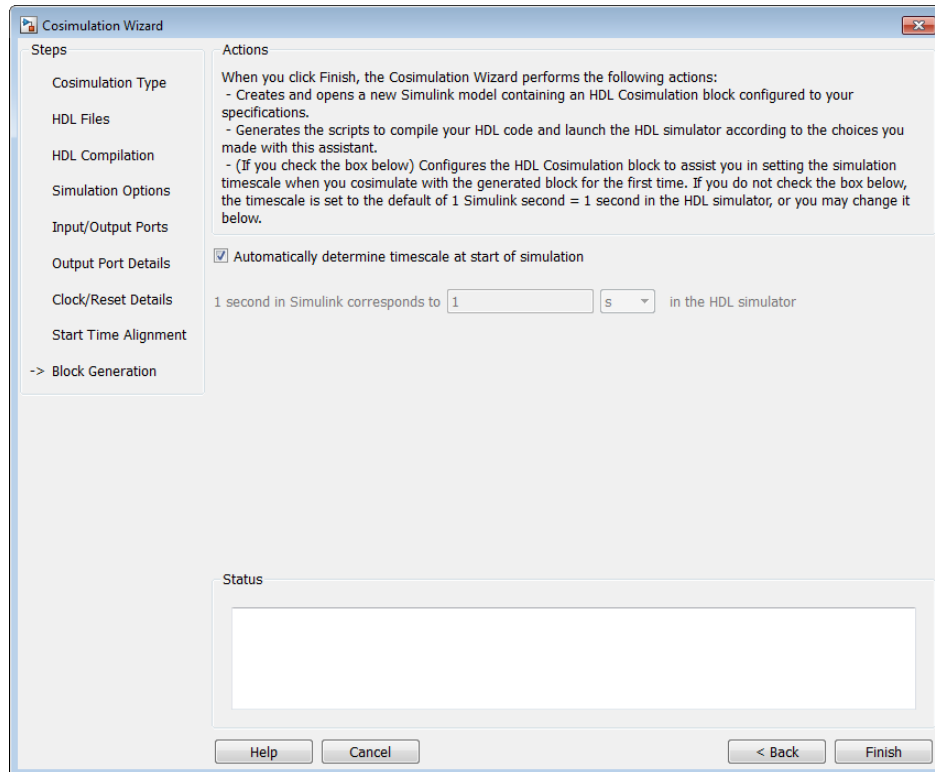 Cosimulation Wizard
Steps
Cosimulation Type
HDL Files
HDL Compilation
Simulation Options
Input/Output Ports
Output Port Details
Clock/Reset Details
Start Time Alignment
-> Block Generation
Actions
When you click Finish, the Cosimulation Wizard performs the following actions:
- Creates and opens a new Simulink model containing an HDL Cosimulation block configured to your
specifications.
- Generates the scripts to compile your HDL code and launch the HDL simulator according to the choices you
made with this assistant.
- (If you check the box below) Configures the HDL Cosimulation block to assist you in setting the simulation
timescale when you cosimulate with the generated block for the first time. If you do not check the box below,
the timescale is set to the default of 1 Simulink second = 1 second in the HDL simulator, or you may change it
below.
Automatically determine timescale at start of simulation
1 second in Simulink corresponds to 1 s in the HDL simulator
Status
Help Cancel < Back Finish